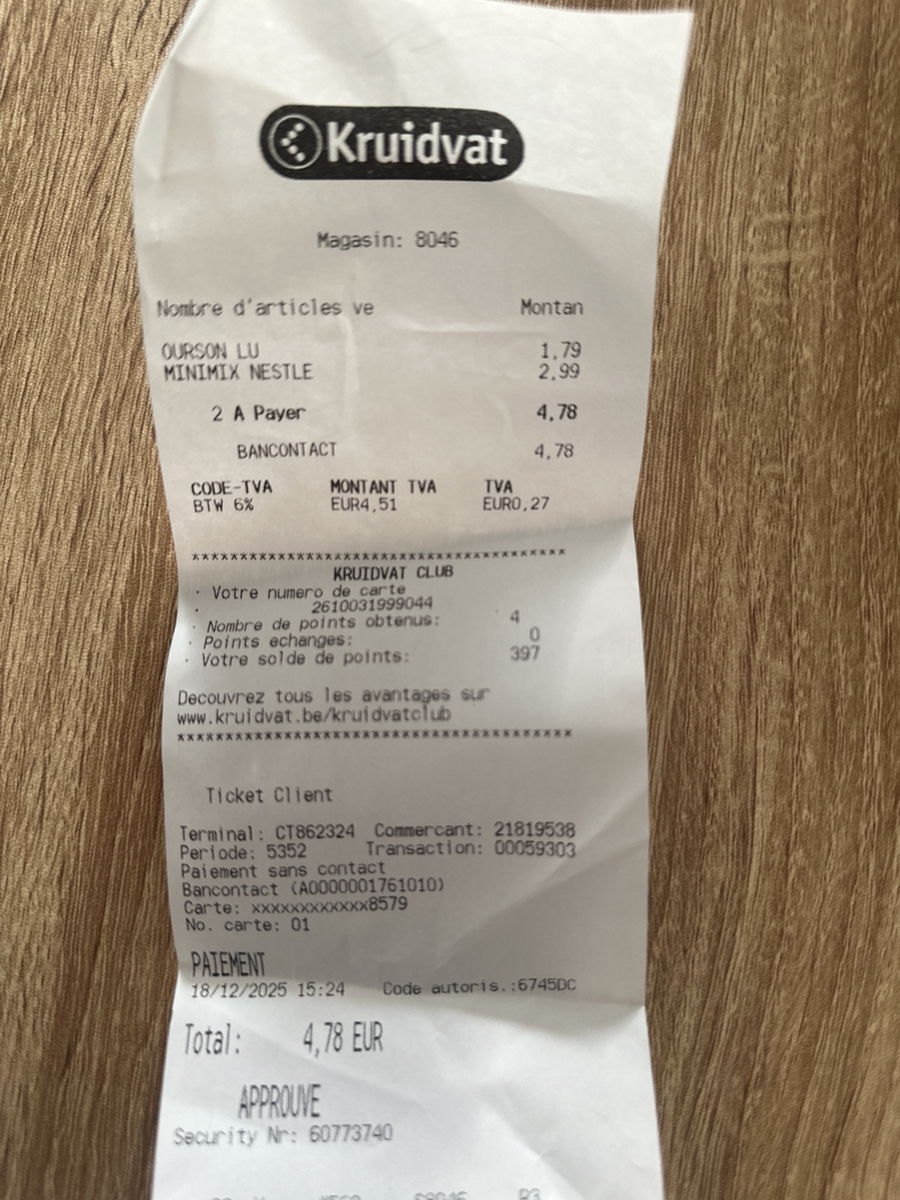 Kruidvat
Magasin: 8046
Nombre d'articles ve Montan
OURSON LU 1,79
MINIMIX NESTLE 2,99
2 A Payer 4,78
BANCONTACT 4,78
CODE-TVA MONTANT TVA TVA
BTW 6% EUR4,51 EUR0,27
****************************************
KRUIDVAT CLUB
· Votre numero de carte
· 2610031999044
· Nombre de points obtenus: 4
· Points echanges: 0
· Votre solde de points: 397
Decouvrez tous les avantages sur
www.kruidvat.be/kruidvatclub
****************************************
Ticket Client
Terminal: CT862324 Commercant: 21819538
Periode: 5352 Transaction: 00059303
Paiement sans contact
Bancontact (A0000001761010)
Carte: xxxxxxxxxxxx8579
No. carte: 01
PAIEMENT
18/12/2025 15:24 Code autoris.:6745DC
Total: 4,78 EUR
APPROUVE
Security Nr: 60773740